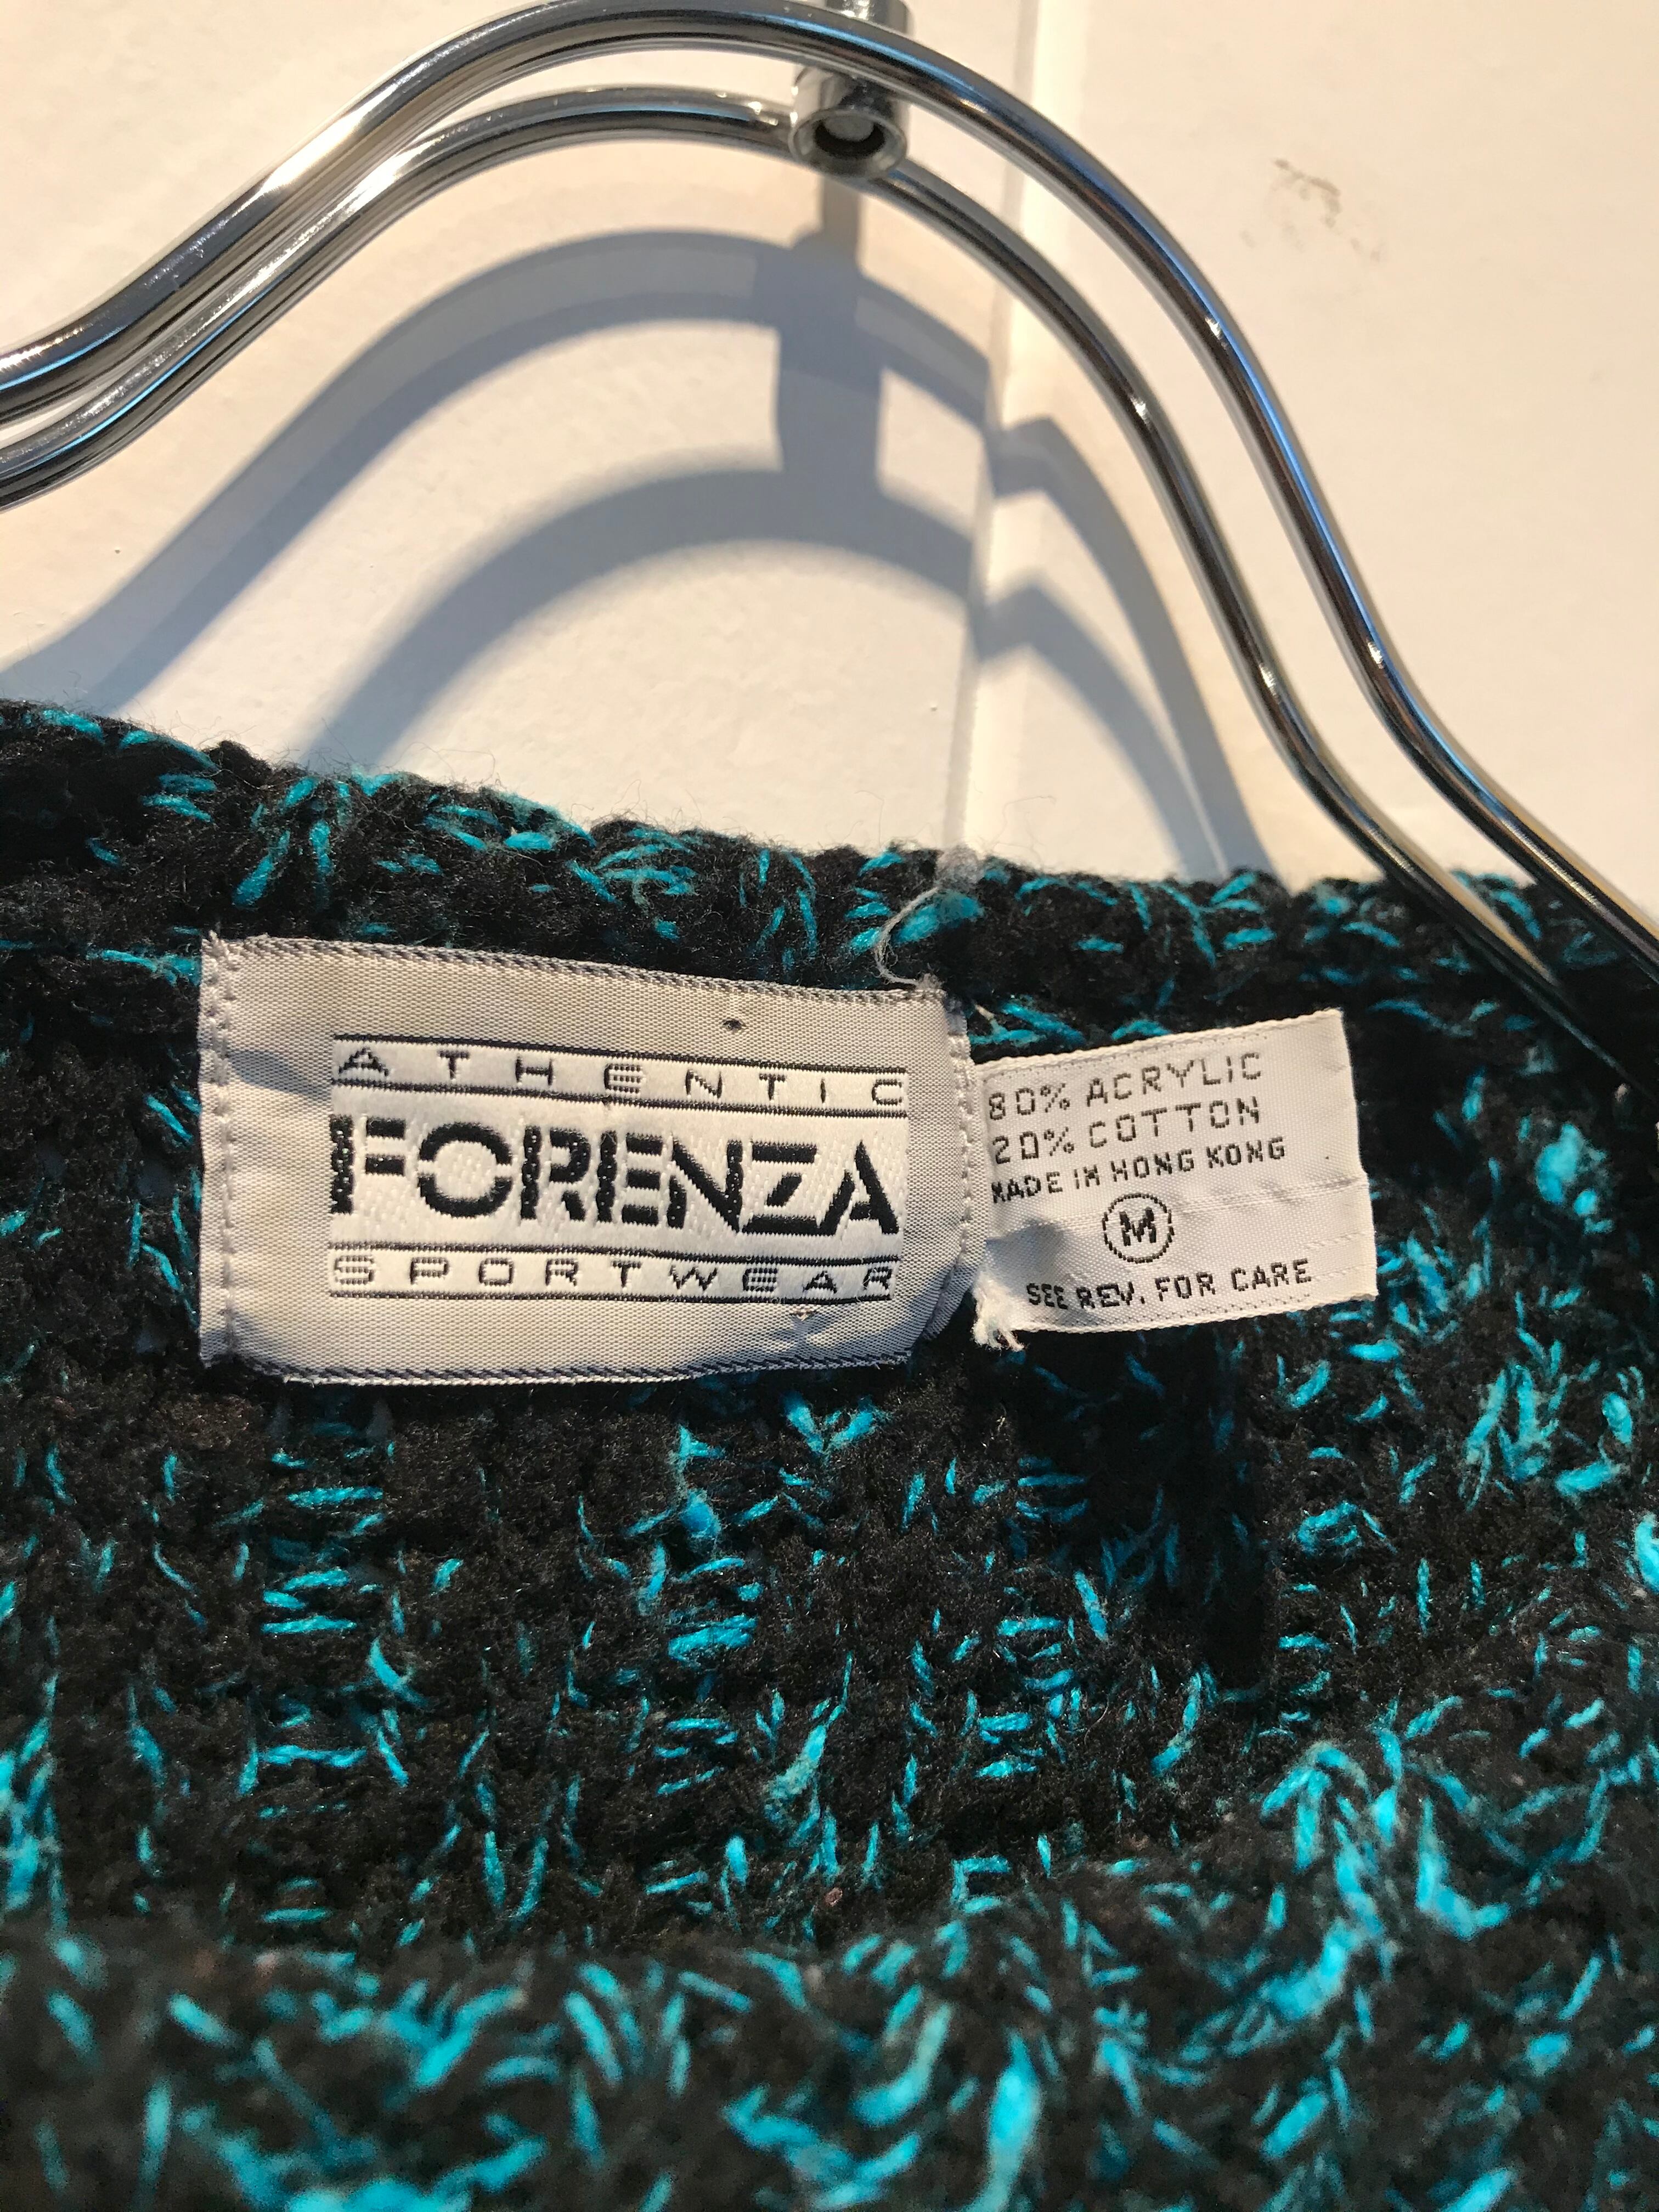 ATHENTIC
FORENZA
SPORTWEAR
80% ACRYLIC
20% COTTON
MADE IN HONG KONG
M
SEE REV. FOR CARE